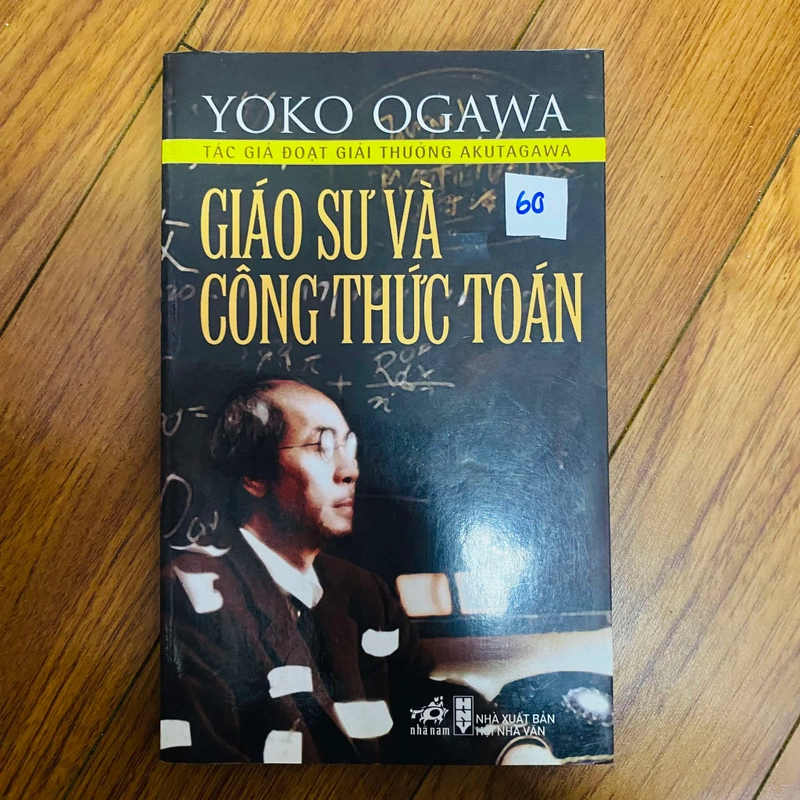 YOKO OGAWA
TÁC GIẢ ĐOẠT GIẢI THƯỞNG AKUTAGAWA
60
GIÁO SƯ VÀ
CÔNG THỨC TOÁN
nhã nam
NHÀ XUẤT BẢN
HỘI NHÀ VĂN